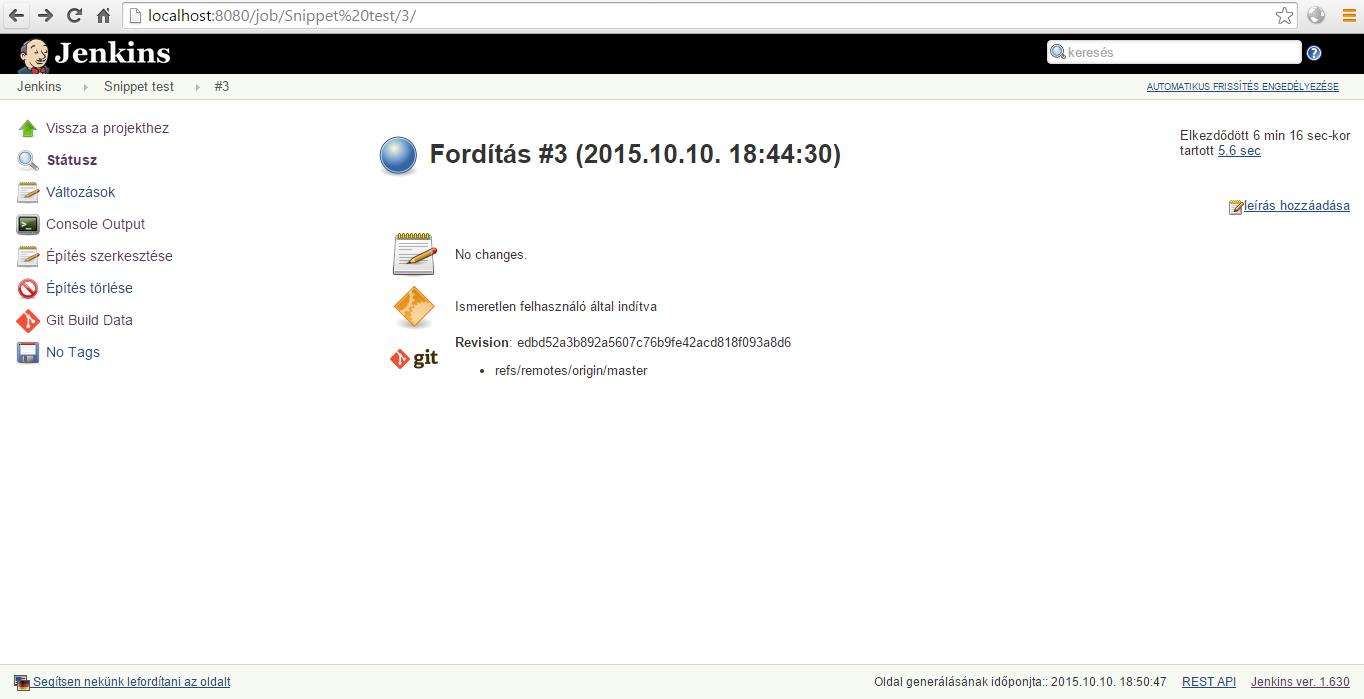 localhost:8080/job/Snippet%20test/3/
Jenkins
keresés
Jenkins Snippet test #3
AUTOMATIKUS FRISSÍTÉS ENGEDÉLYEZÉSE
Vissza a projekthez
Státusz
Változások
Console Output
Építés szerkesztése
Építés törlése
Git Build Data
No Tags
Fordítás #3 (2015.10.10. 18:44:30)
Elkezdődött 6 min 16 sec-kor
tartott 5,6 sec
leírás hozzáadása
No changes.
Ismeretlen felhasználó által indítva
git
Revision: edbd52a3b892a5607c76b9fe42acd818f093a8d6
• refs/remotes/origin/master
Segítsen nekünk lefordítani az oldalt
Oldal generálásának időponjta:: 2015.10.10. 18:50:47 REST API Jenkins ver. 1.630